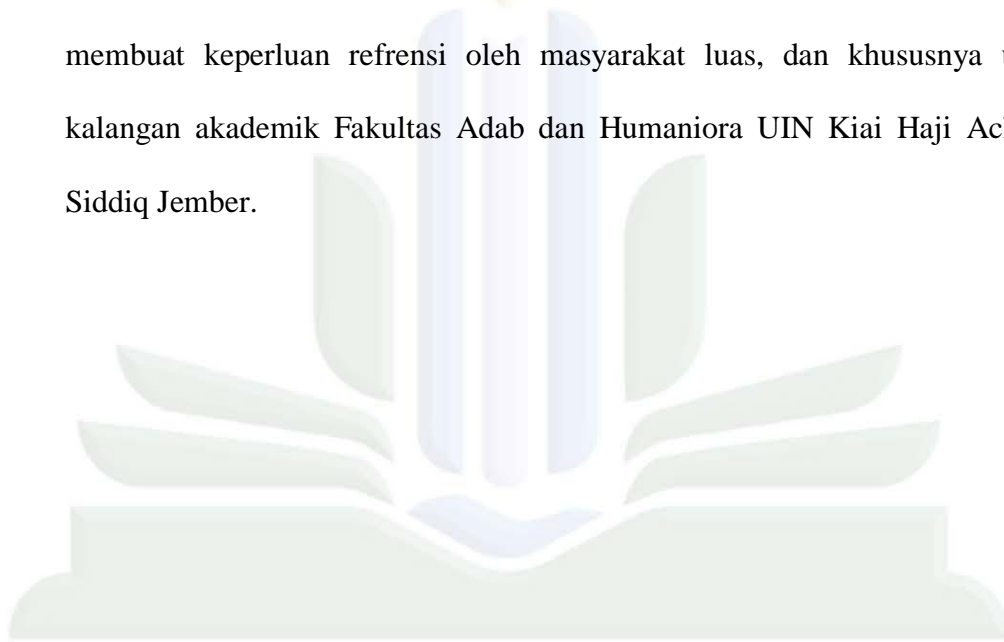 membuat keperluan refrensi oleh masyarakat luas, dan khususnya
kalangan akademik Fakultas Adab dan Humaniora UIN Kiai Haji
Siddiq Jember.